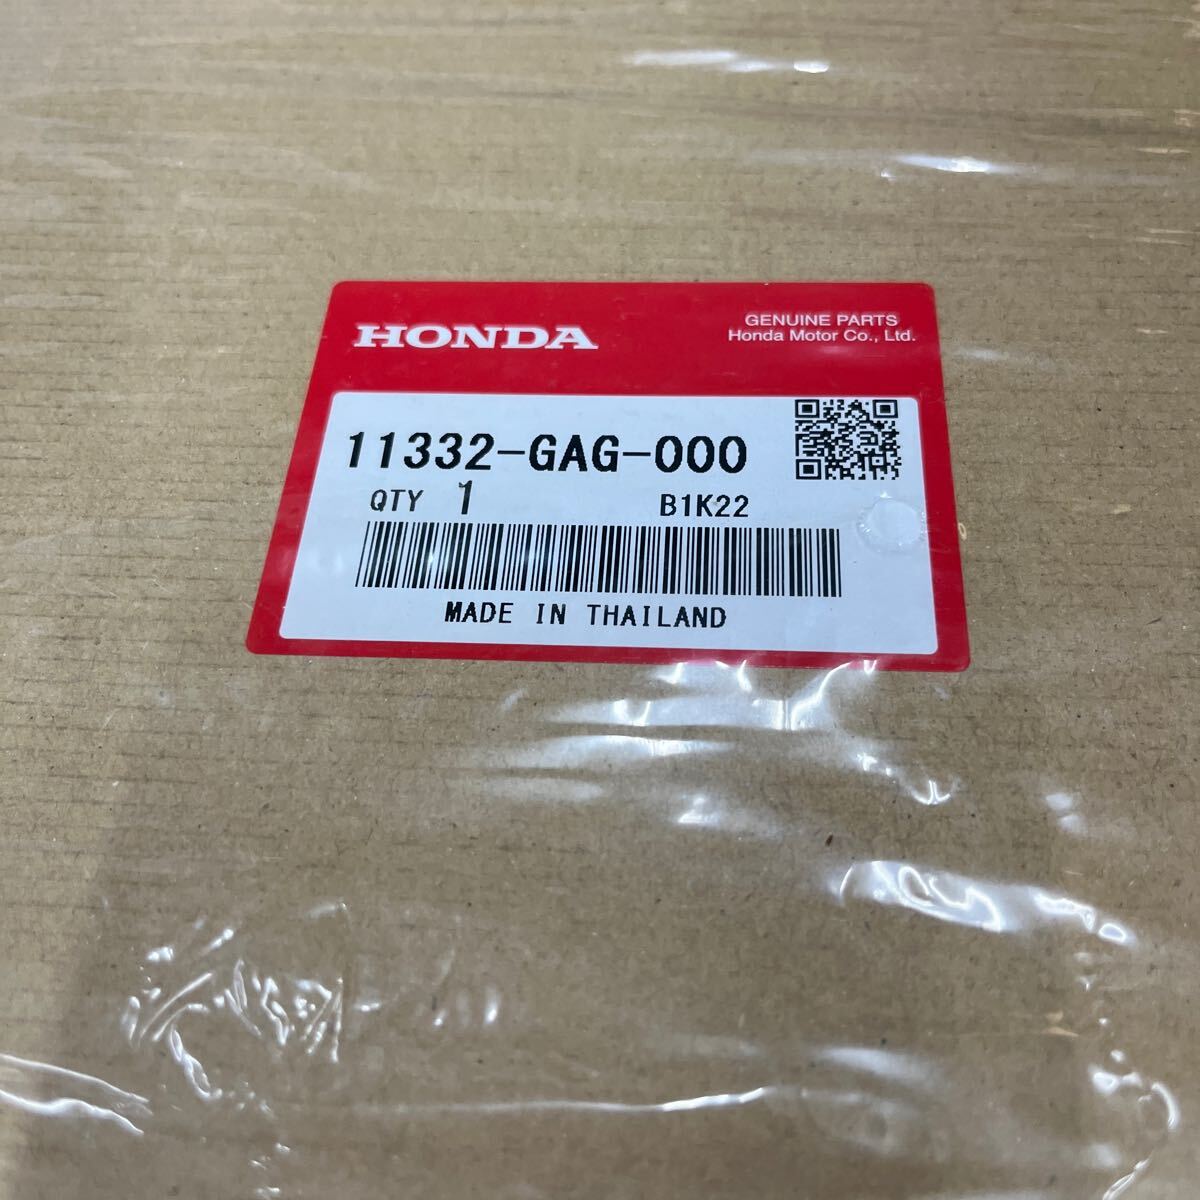 HONDA
GENUINE PARTS
Honda Motor Co., Ltd.
11332-GAG-000
QTY 1 B1K22
MADE IN THAILAND